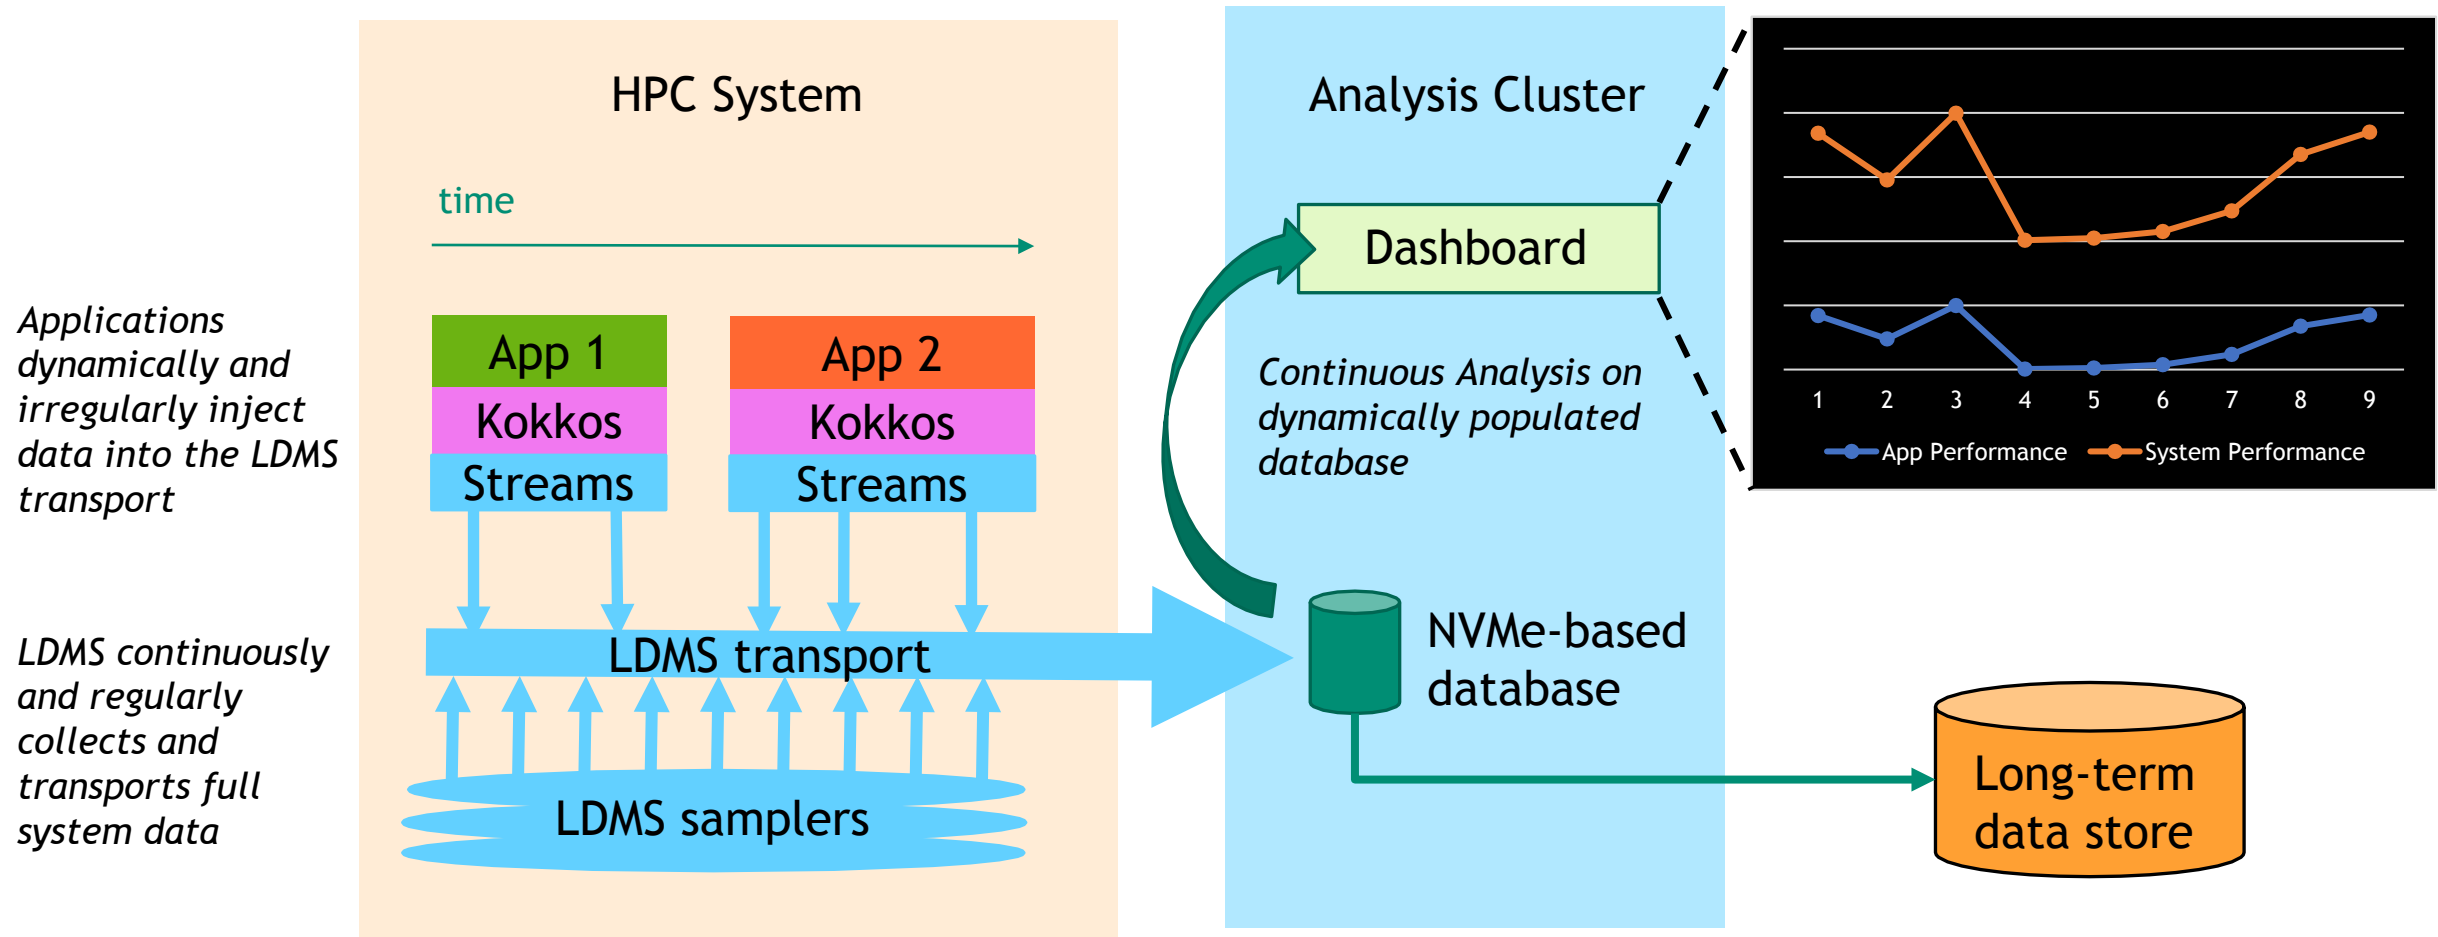 HPC System
time
App 1
Kokkos
Streams
App 2
Kokkos
Streams
LDMS transport
LDMS samplers
Applications
dynamically and
irregularly inject
data into the LDMS
transport
LDMS continuously
and regularly
collects and
transports full
system data
Analysis Cluster
Dashboard
Continuous Analysis on
dynamically populated
database
NVMe-based
database
1 2 3 4 5 6 7 8 9
App Performance System Performance
Long-term
data store